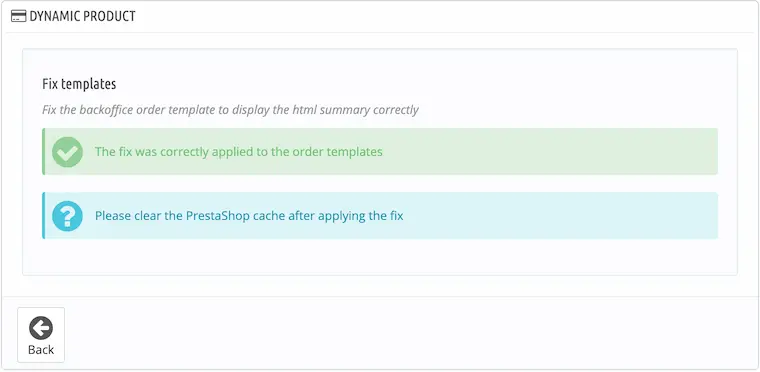 DYNAMIC PRODUCT
Fix templates
Fix the backoffice order template to display the html summary correctly
The fix was correctly applied to the order templates
Please clear the PrestaShop cache after applying the fix
Back